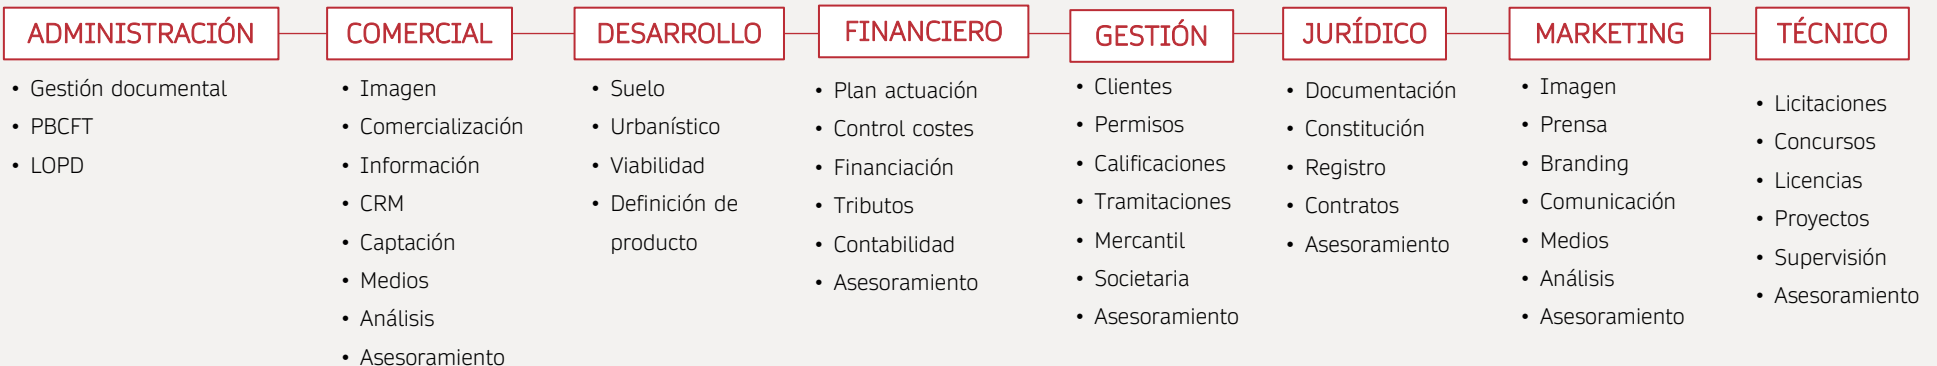 ADMINISTRACIÓN
• Gestión documental
• PBCFT
• LOPD
COMERCIAL
• Imagen
• Comercialización
• Información
• CRM
• Captación
• Medios
• Análisis
• Asesoramiento
DESARROLLO
• Suelo
• Urbanístico
• Viabilidad
• Definición de
producto
FINANCIERO
• Plan actuación
• Control costes
• Financiación
• Tributos
• Contabilidad
• Asesoramiento
GESTIÓN
• Clientes
• Permisos
• Calificaciones
• Tramitaciones
• Mercantil
• Societaria
• Asesoramiento
JURÍDICO
• Documentación
• Constitución
• Registro
• Contratos
• Asesoramiento
MARKETING
• Imagen
• Prensa
• Branding
• Comunicación
• Medios
• Análisis
• Asesoramiento
TÉCNICO
• Licitaciones
• Concursos
• Licencias
• Proyectos
• Supervisión
• Asesoramiento